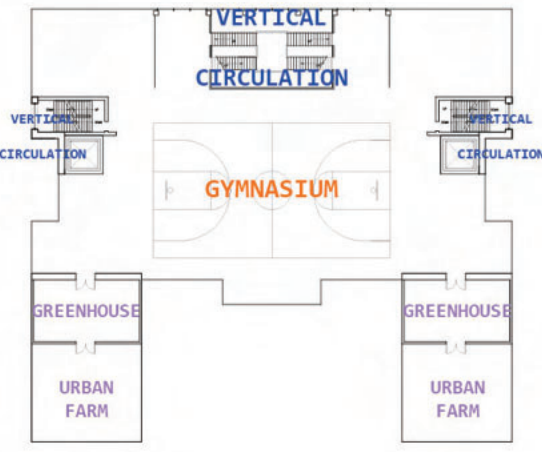 VERTICAL
CIRCULATION
VERTICAL
CIRCULATION
VERTICAL
CIRCULATION
GYMNASIUM
GREENHOUSE
GREENHOUSE
URBAN
FARM
URBAN
FARM